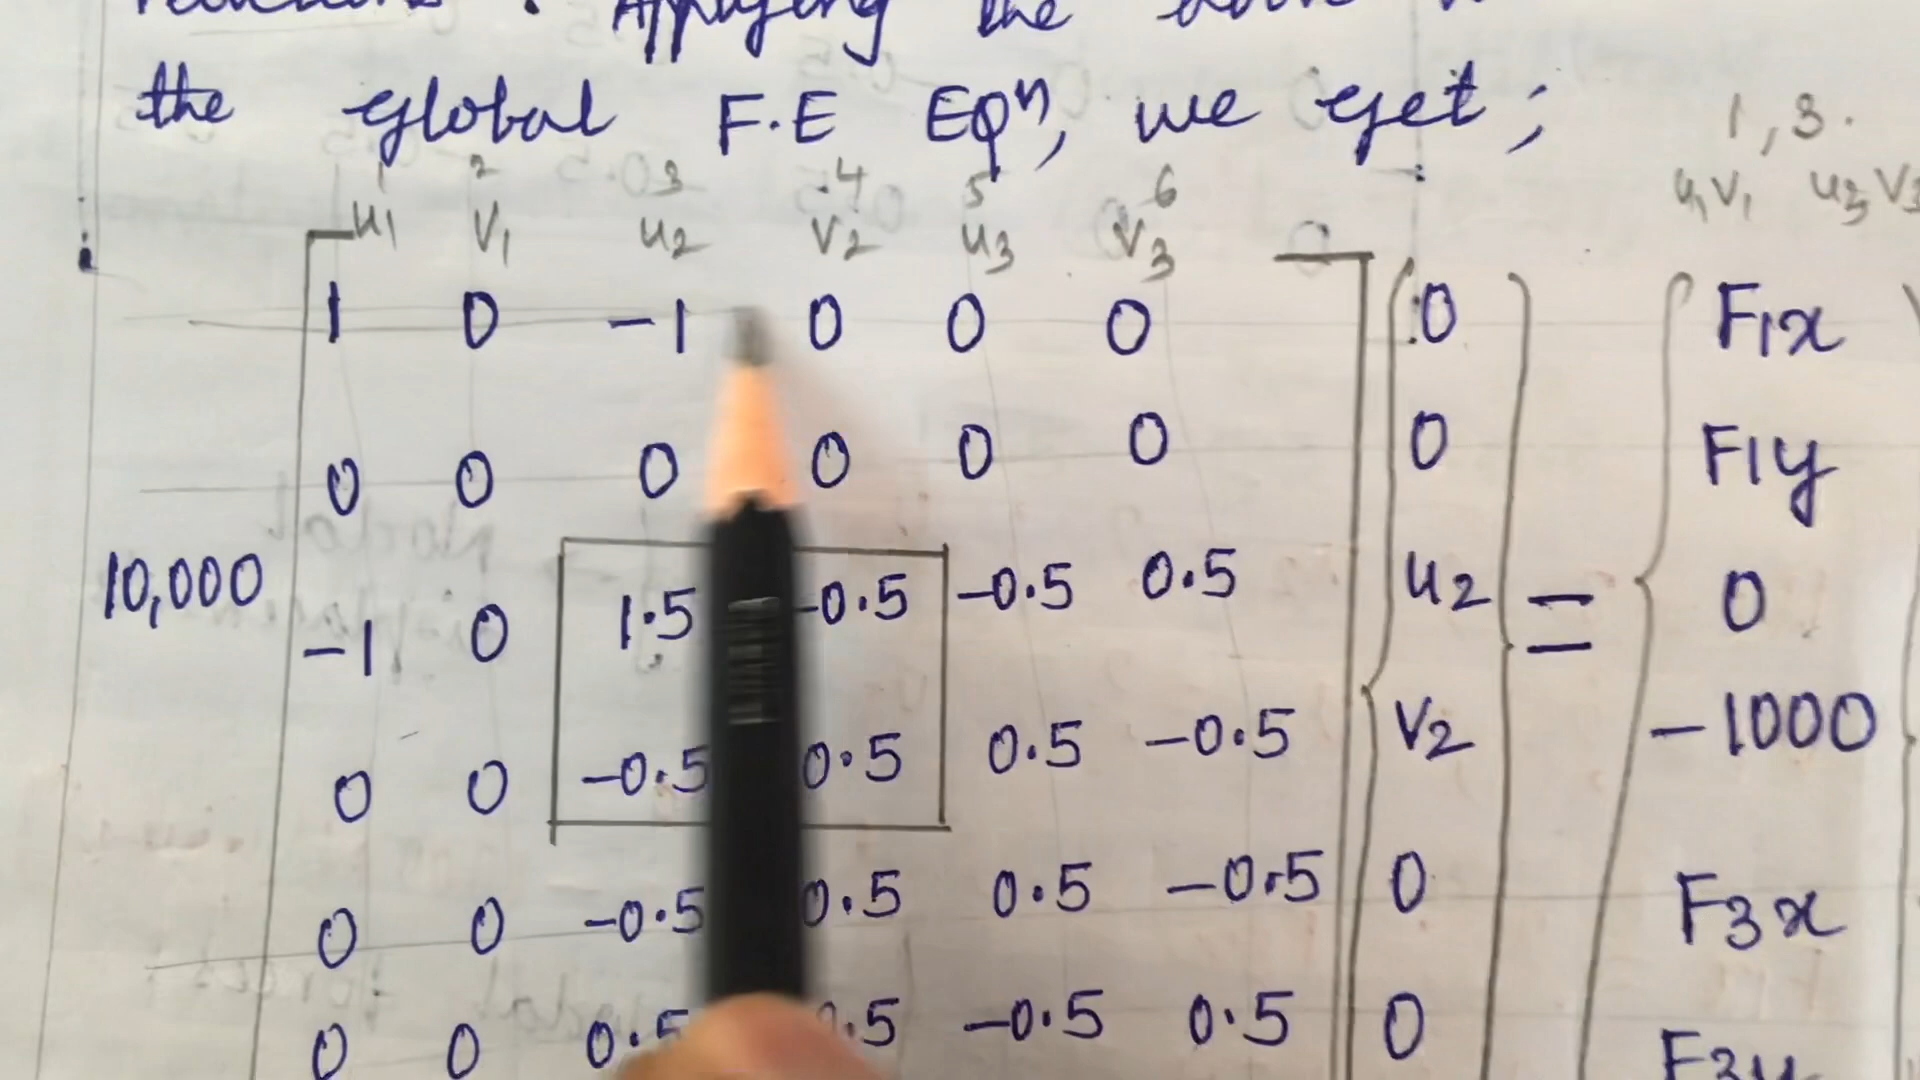 Applying the
the global F.E EQⁿ, we get ;
1 2 3 4 5 6 1, 3.
u1 V1 u2 V2 u3 V3 u1 V1 u3 V3
1 0 -1 0 0 0 0 F1x
0 0 0 0 0 0 0 F1y
10,000 -1 0 1.5 -0.5 -0.5 0.5 u2 = 0
0 0 -0.5 0.5 0.5 -0.5 V2 -1000
0 0 -0.5 0.5 0.5 -0.5 0 F3x
0 0 0.5 .5 -0.5 0.5 0 F3y